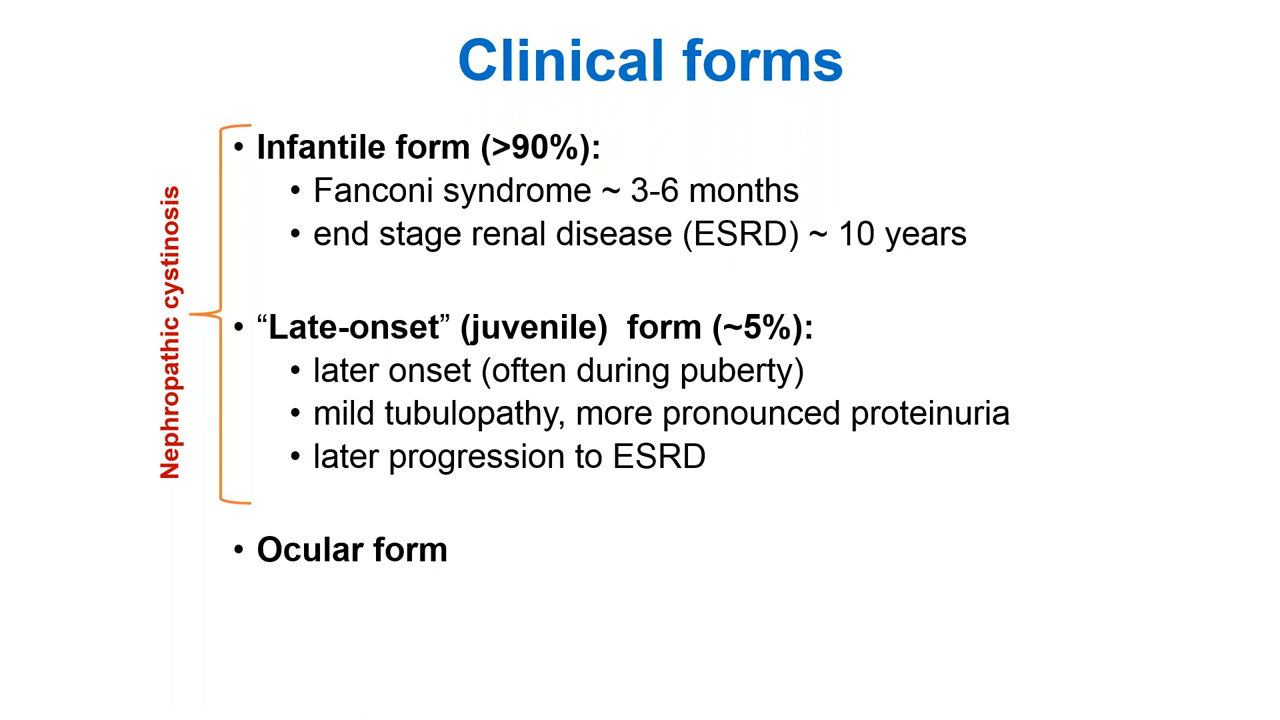 Clinical forms
Nephropathic cystinosis
• Infantile form (>90%):
• Fanconi syndrome ~ 3-6 months
• end stage renal disease (ESRD) ~ 10 years
• “Late-onset” (juvenile)  form (~5%):
• later onset (often during puberty)
• mild tubulopathy, more pronounced proteinuria
• later progression to ESRD
• Ocular form